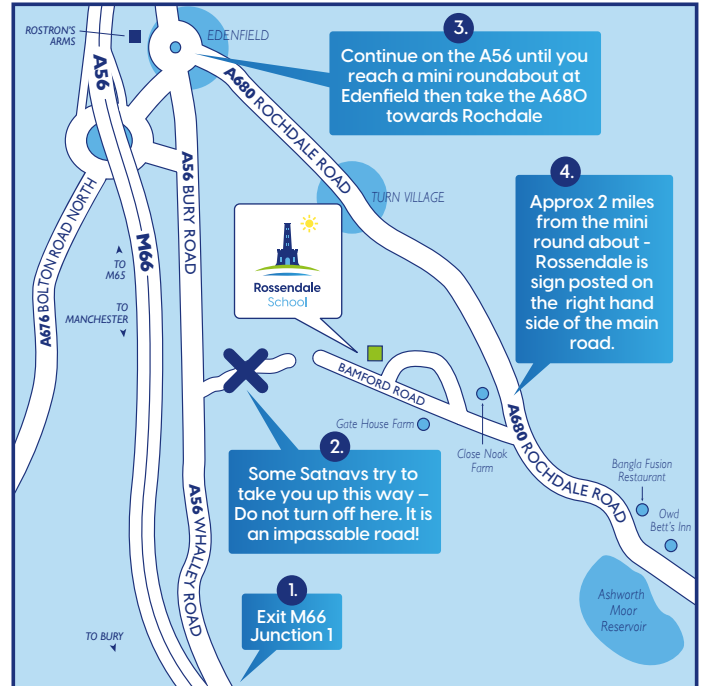 ROSTRON'S
ARMS
EDENFIELD
3.
Continue on the A56 until you
reach a mini roundabout at
Edenfield then take the A680
towards Rochdale
A56
A680 ROCHDALE ROAD
A56 BURY ROAD
TURN VILLAGE
4.
Approx 2 miles
from the mini
round about -
Rossendale is
sign posted on
the right hand
side of the main
road.
A676 BOLTON ROAD NORTH
M66
TO
M65
TO
MANCHESTER
Rossendale
School
BAMFORD ROAD
Gate House Farm
Close Nook
Farm
A680 ROCHDALE ROAD
2.
Some Satnavs try to
take you up this way –
Do not turn off here. It is
an impassable road!
Bangla Fusion
Restaurant
Owd
Bett's Inn
A56 WHALLEY ROAD
1.
Exit M66
Junction 1
Ashworth
Moor
Reservoir
TO BURY